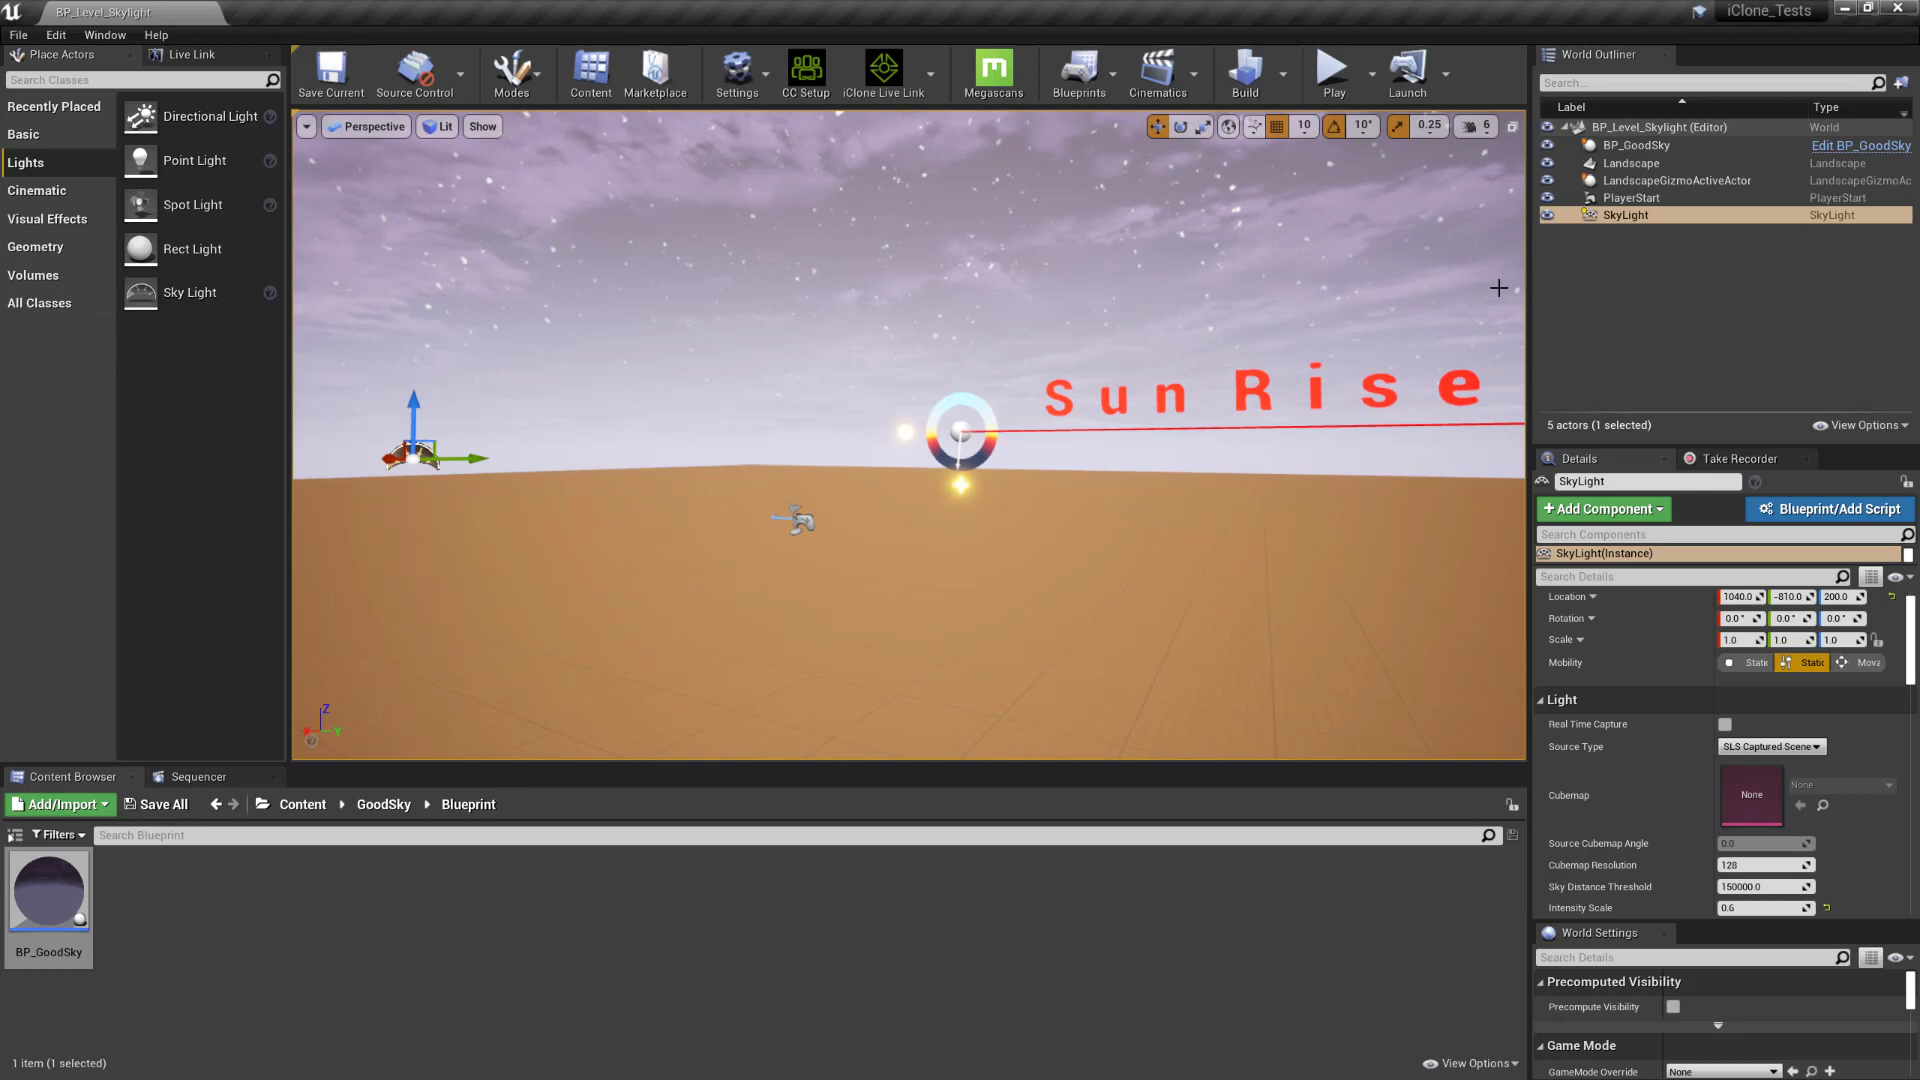 BP_Level_Skylight
iClone_Tests
File Edit Window Help
Place Actors Live Link
Search Classes
Recently Placed
Basic
Lights
Cinematic
Visual Effects
Geometry
Volumes
All Classes
Directional Light
Point Light
Spot Light
Rect Light
Sky Light
Save Current Source Control Modes Content Marketplace Settings CC Setup iClone Live Link Megascans Blueprints Cinematics Build Play Launch
Perspective Lit Show
10 10° 0.25 6
Sun Rise
Z
X Y
World Outliner
Search...
Label Type
BP_Level_Skylight (Editor) World
BP_GoodSky Edit BP_GoodSky
Landscape Landscape
LandscapeGizmoActiveActor LandscapeGizmoAc
PlayerStart PlayerStart
SkyLight SkyLight
5 actors (1 selected) View Options
Details Take Recorder
SkyLight
+Add Component Blueprint/Add Script
Search Components
SkyLight(Instance)
Search Details
Location 1040.0 -810.0 200.0
Rotation 0.0° 0.0° 0.0°
Scale 1.0 1.0 1.0
Mobility Static Static Mova
Light
Real Time Capture
Source Type SLS Captured Scene
Cubemap None None
Source Cubemap Angle 0.0
Cubemap Resolution 128
Sky Distance Threshold 150000.0
Intensity Scale 0.6
World Settings
Search Details
Precomputed Visibility
Precompute Visibility
Game Mode
GameMode Override None
Content Browser Sequencer
Add/Import Save All Content GoodSky Blueprint
Filters Search Blueprint
BP_GoodSky
1 item (1 selected) View Options